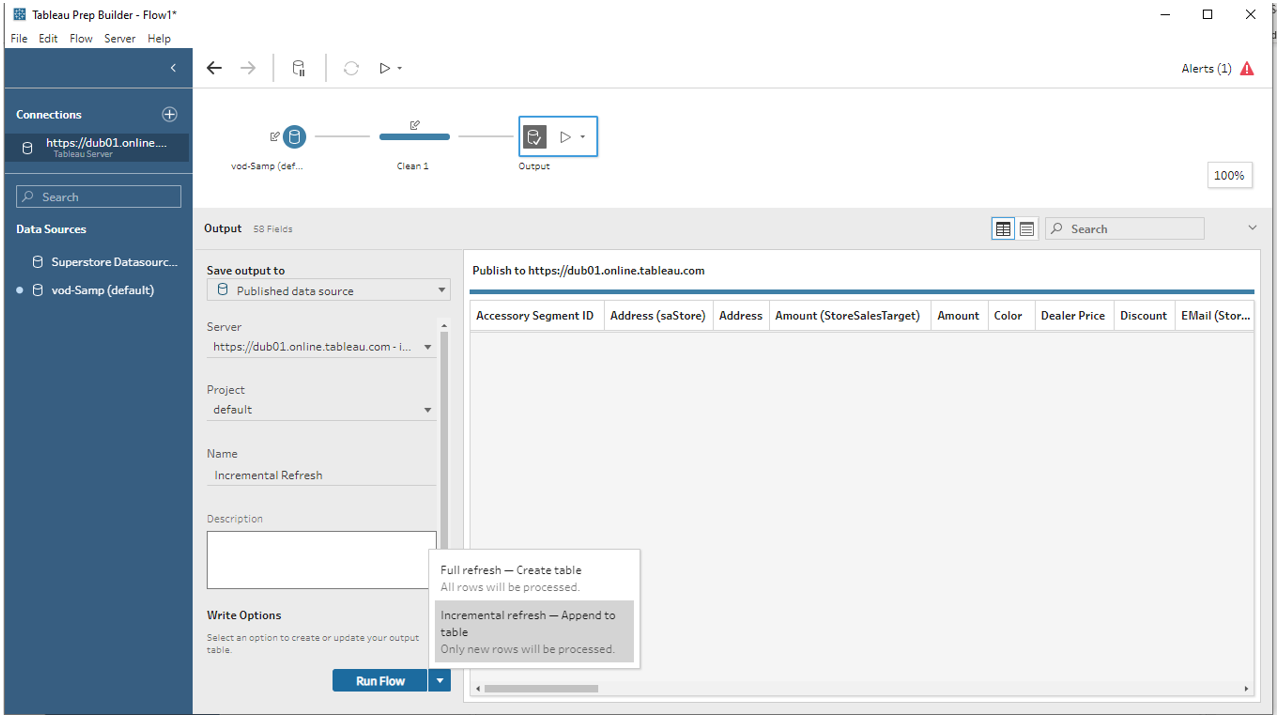 Tableau Prep Builder - Flow1*
File Edit Flow Server Help
Alerts (1)
Connections
https://dub01.online....
Tableau Server
Search
Data Sources
Superstore Datasourc...
vod-Samp (default)
vod-Samp (def...
Clean 1
Output
100%
Output 58 Fields
Search
Save output to
Published data source
Server
https://dub01.online.tableau.com - i...
Project
default
Name
Incremental Refresh
Description
Write Options
Select an option to create or update your output
table.
Run Flow
Full refresh — Create table
All rows will be processed.
Incremental refresh — Append to
table
Only new rows will be processed.
Publish to https://dub01.online.tableau.com
Accessory Segment ID Address (saStore) Address Amount (StoreSalesTarget) Amount Color Dealer Price Discount EMail (Stor...